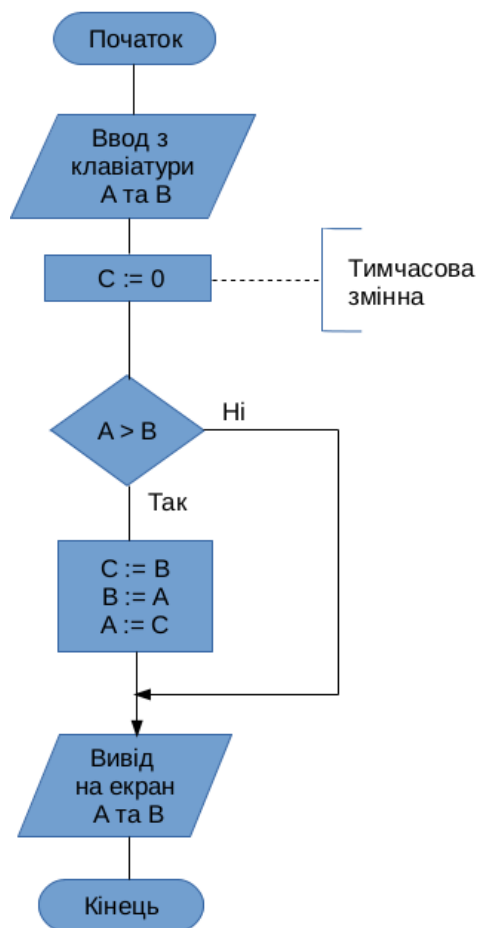 Початок
Ввод з
клавіатури
А та В
C := 0
Тимчасова
змінна
A > B
Ні
Так
C := B
B := A
A := C
Вивід
на екран
А та В
Кінець